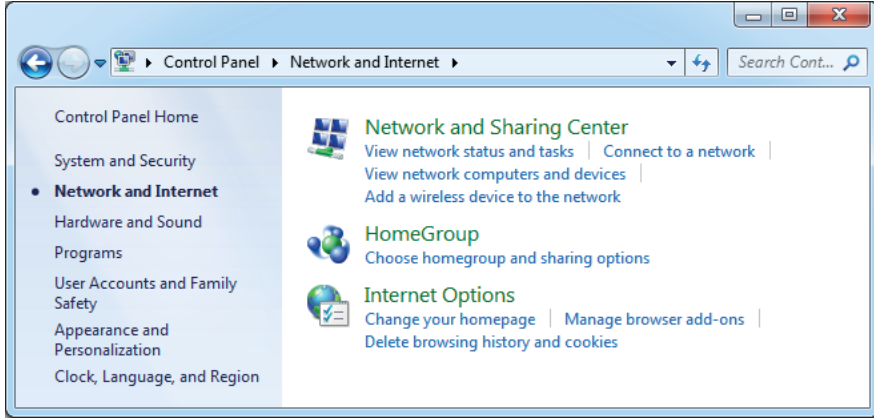 Control Panel Network and Internet Search Cont...
Control Panel Home
System and Security
Network and Internet
Hardware and Sound
Programs
User Accounts and Family
Safety
Appearance and
Personalization
Clock, Language, and Region
Network and Sharing Center
View network status and tasks Connect to a network
View network computers and devices
Add a wireless device to the network
HomeGroup
Choose homegroup and sharing options
Internet Options
Change your homepage Manage browser add-ons
Delete browsing history and cookies